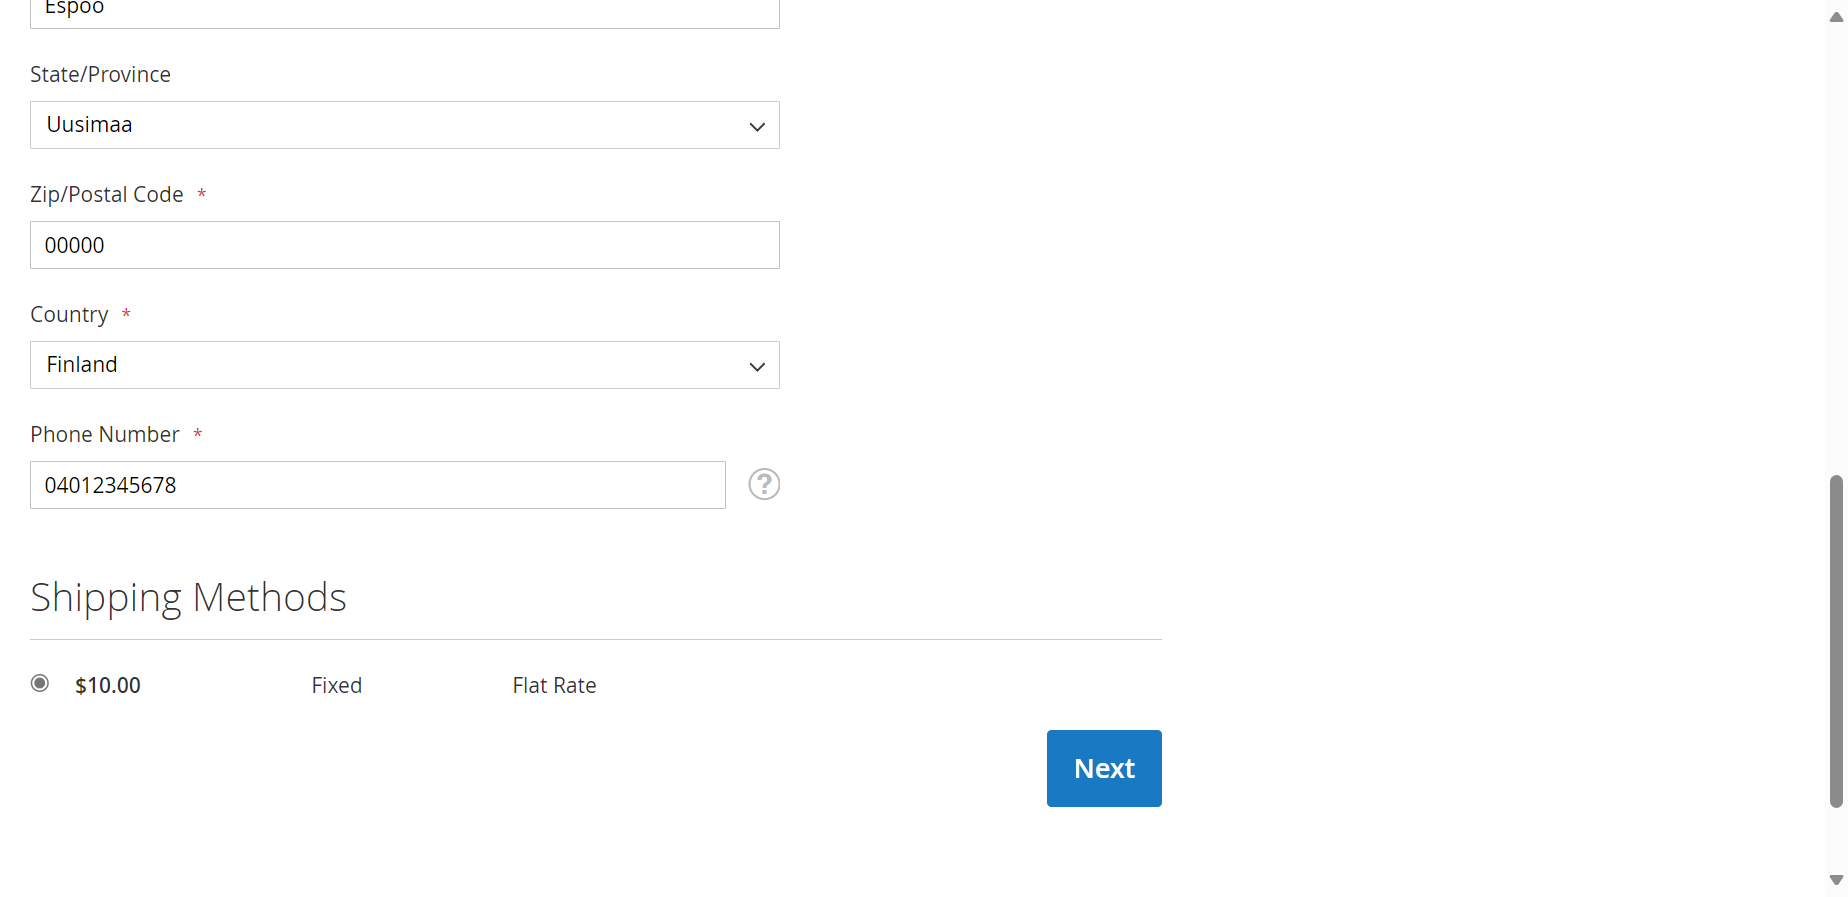 Espoo
State/Province
Uusimaa
Zip/Postal Code *
00000
Country *
Finland
Phone Number *
04012345678
?
Shipping Methods
$10.00 Fixed Flat Rate
Next